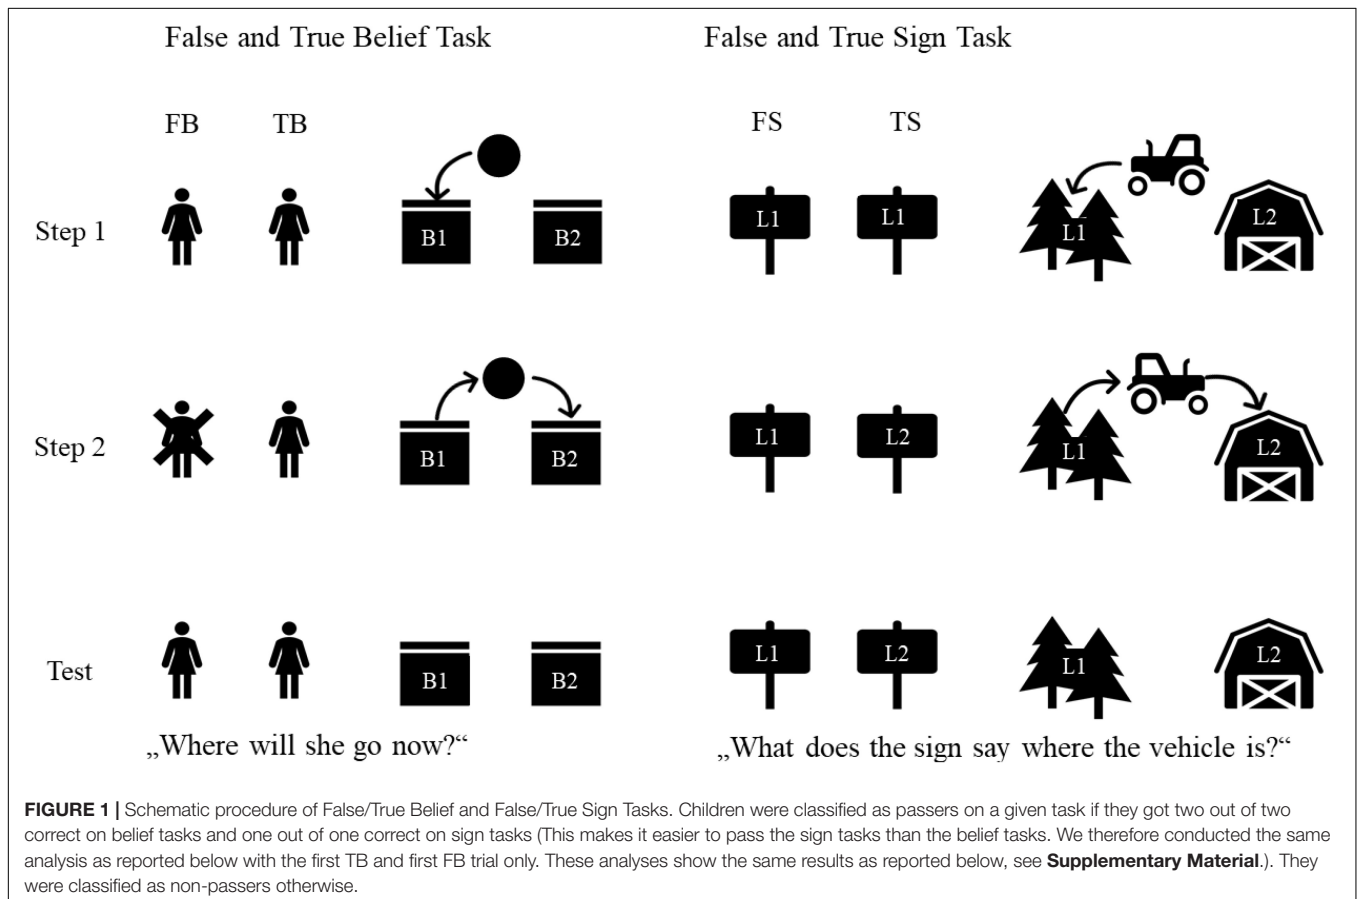 False and True Belief Task
False and True Sign Task
FB TB
FS TS
Step 1
B1 B2
L1 L1 L1 L2
Step 2
B1 B2
L1 L2 L1 L2
Test
B1 B2
L1 L2 L1 L2
„Where will she go now?“
„What does the sign say where the vehicle is?“
FIGURE 1 | Schematic procedure of False/True Belief and False/True Sign Tasks. Children were classified as passers on a given task if they got two out of two
correct on belief tasks and one out of one correct on sign tasks (This makes it easier to pass the sign tasks than the belief tasks. We therefore conducted the same
analysis as reported below with the first TB and first FB trial only. These analyses show the same results as reported below, see Supplementary Material.). They
were classified as non-passers otherwise.